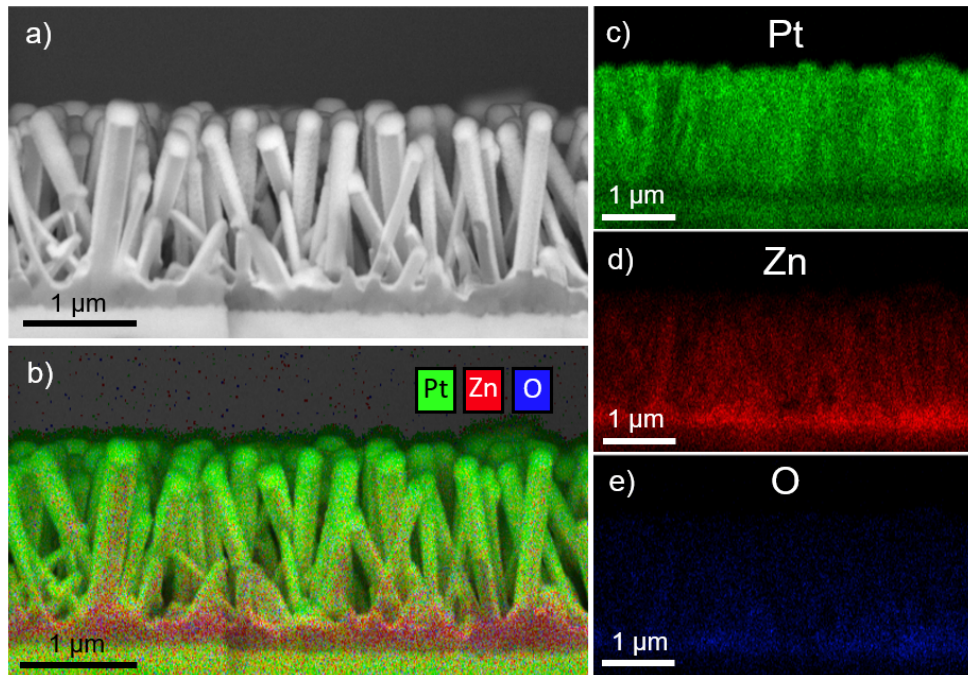 a)
1 µm
b)
Pt Zn O
1 µm
c)
Pt
1 µm
d)
Zn
1 µm
e)
O
1 µm